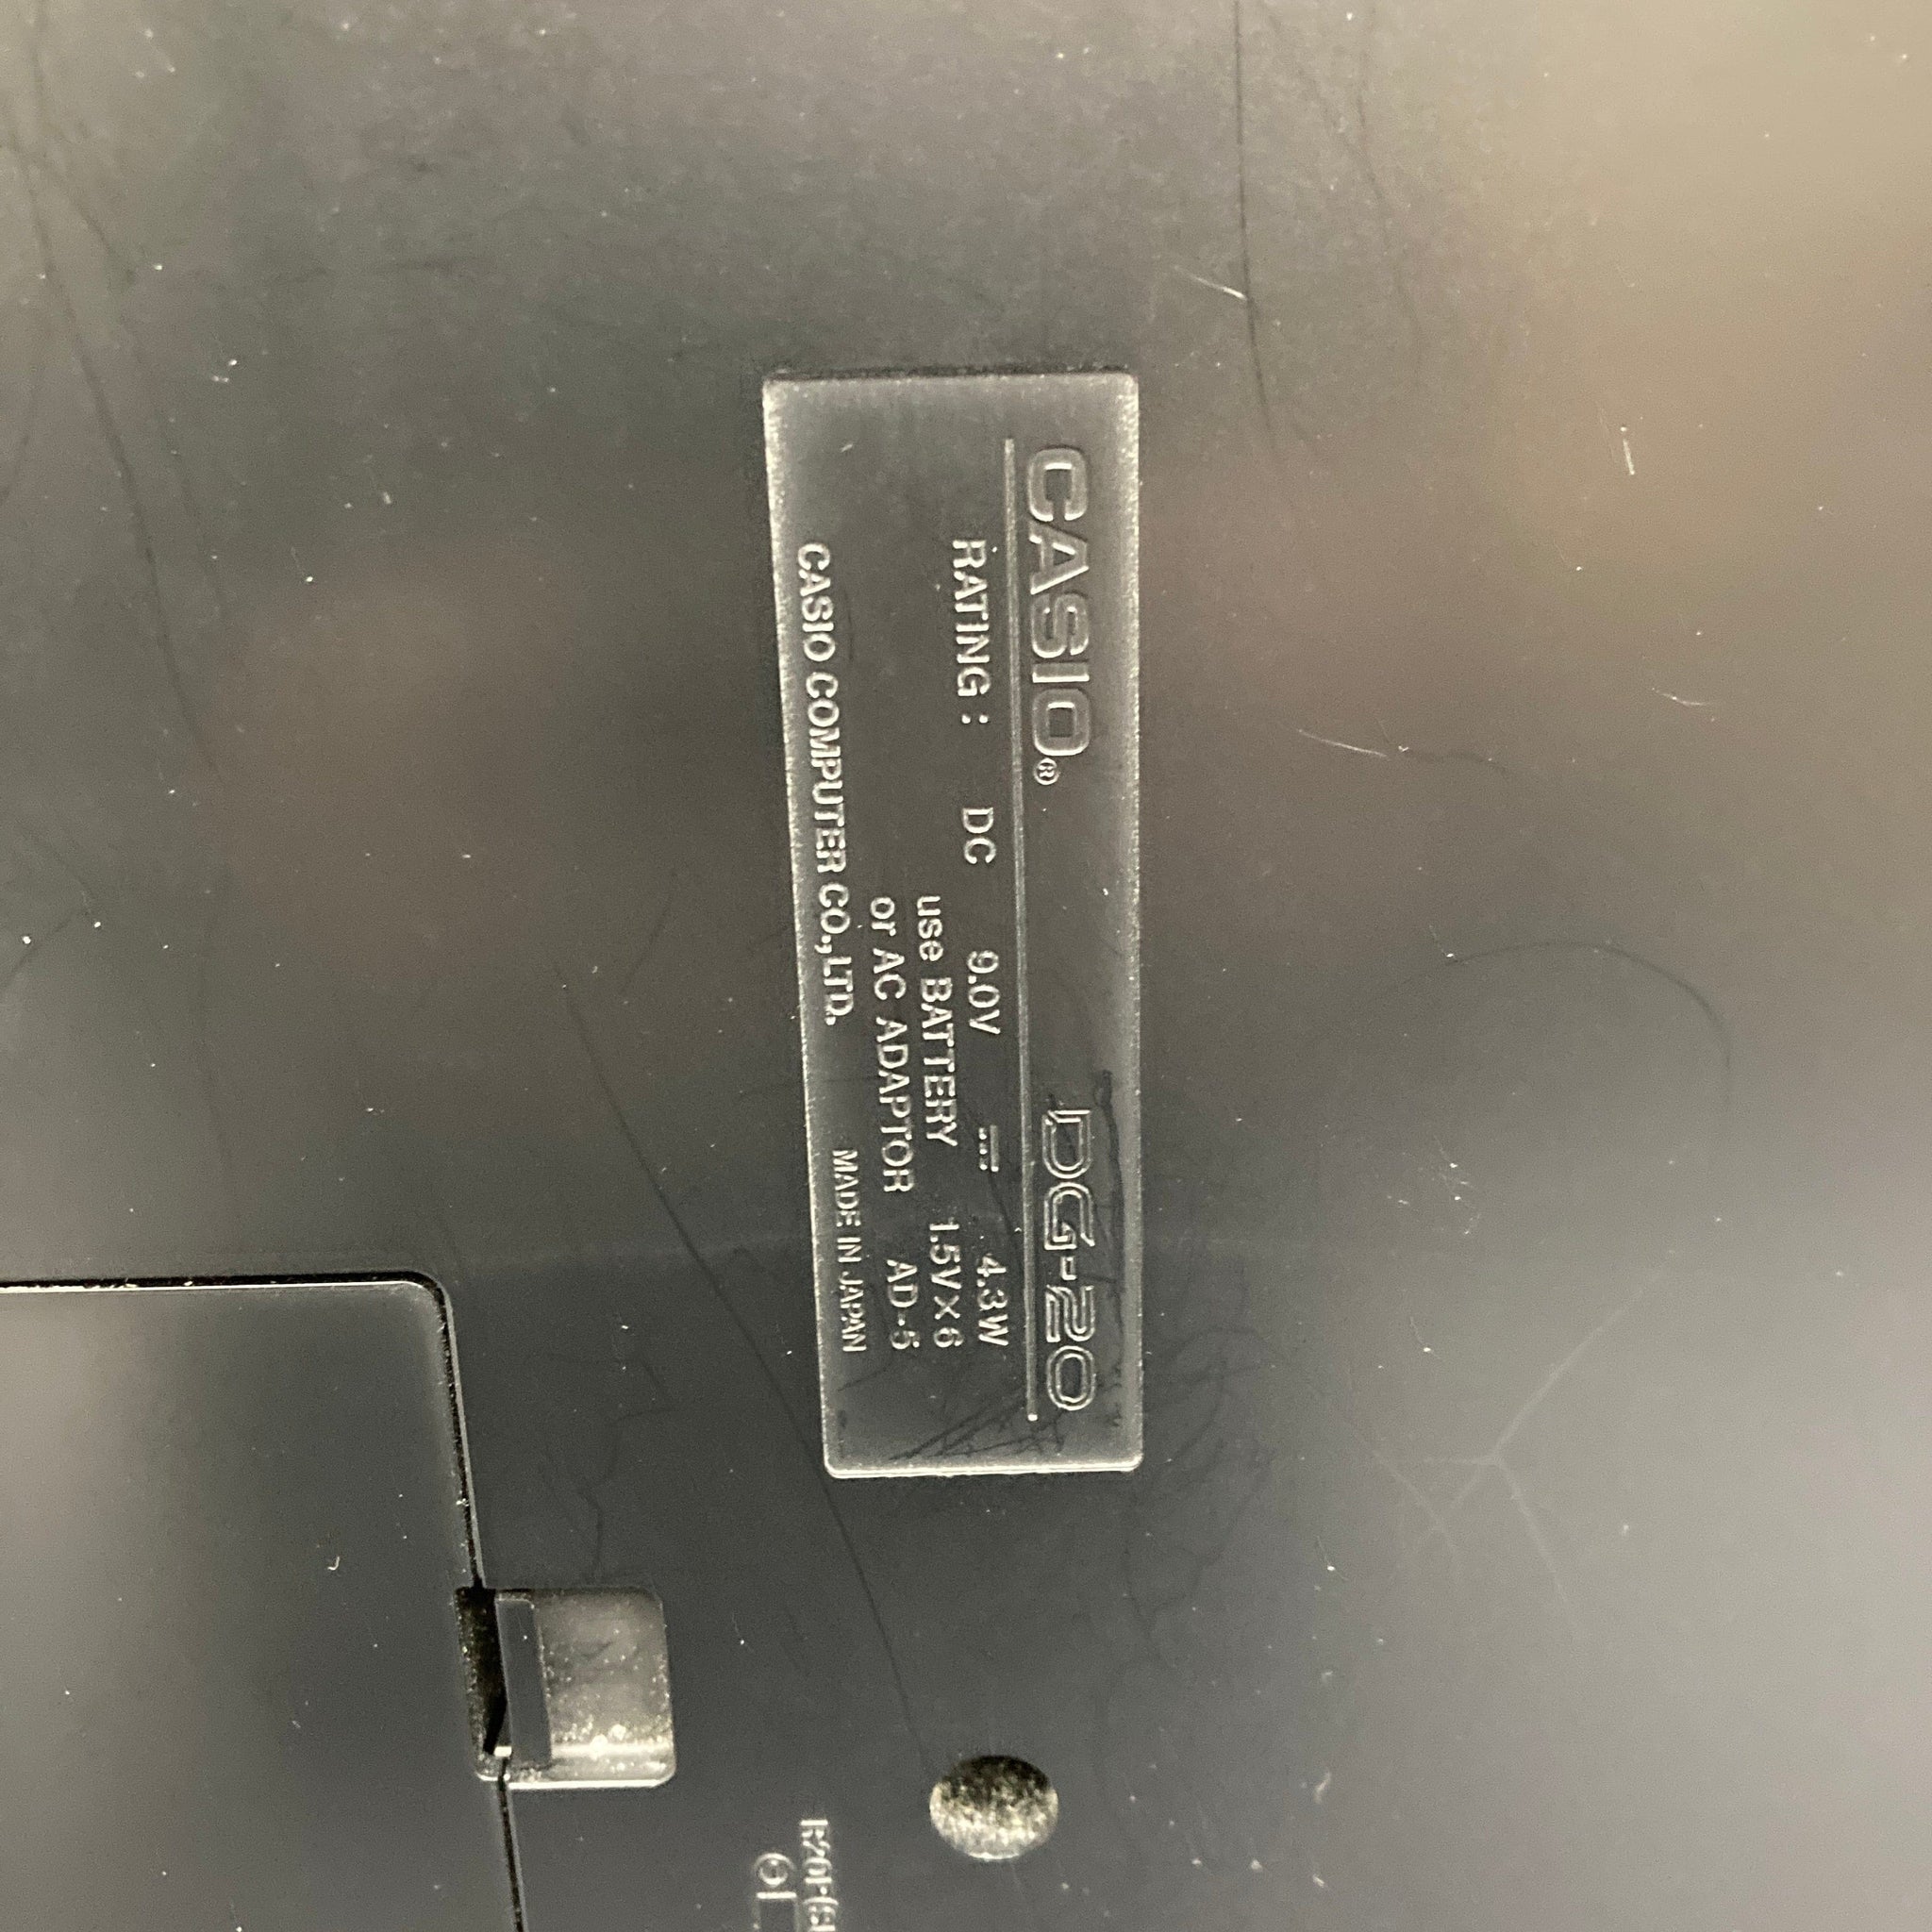 CASIO® DG-20
RATING : DC 9.0V ⎓ 4.3W
use BATTERY 1.5V×6
or AC ADAPTOR AD-5
CASIO COMPUTER CO., LTD. MADE IN JAPAN